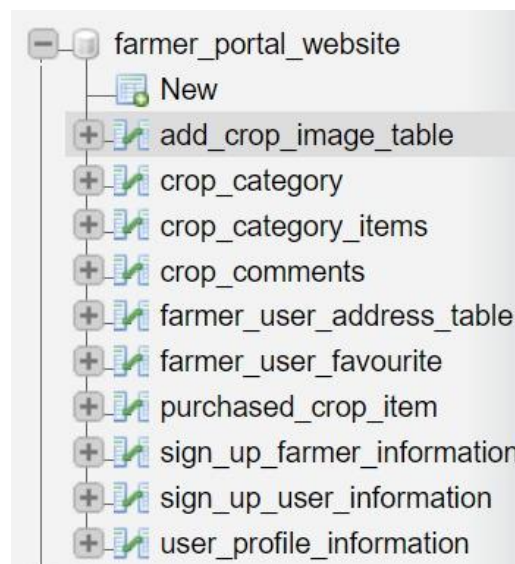 farmer_portal_website
New
add_crop_image_table
crop_category
crop_category_items
crop_comments
farmer_user_address_table
farmer_user_favourite
purchased_crop_item
sign_up_farmer_information
sign_up_user_information
user_profile_information